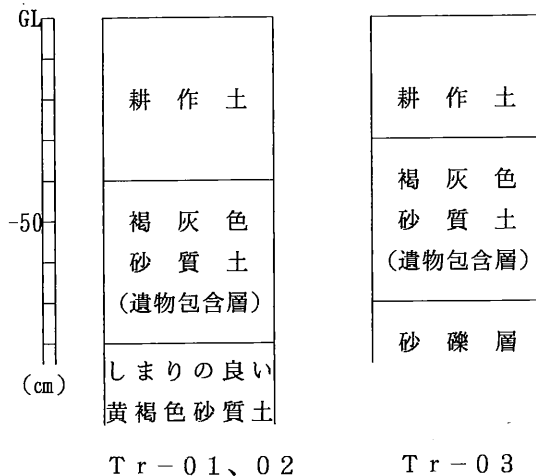 GL
-50
(cm)
耕作土
褐灰色
砂質土
(遺物包含層)
しまりの良い
黄褐色砂質土
Tr-01、02
耕作土
褐灰色
砂質土
(遺物包含層)
砂礫層
Tr-03